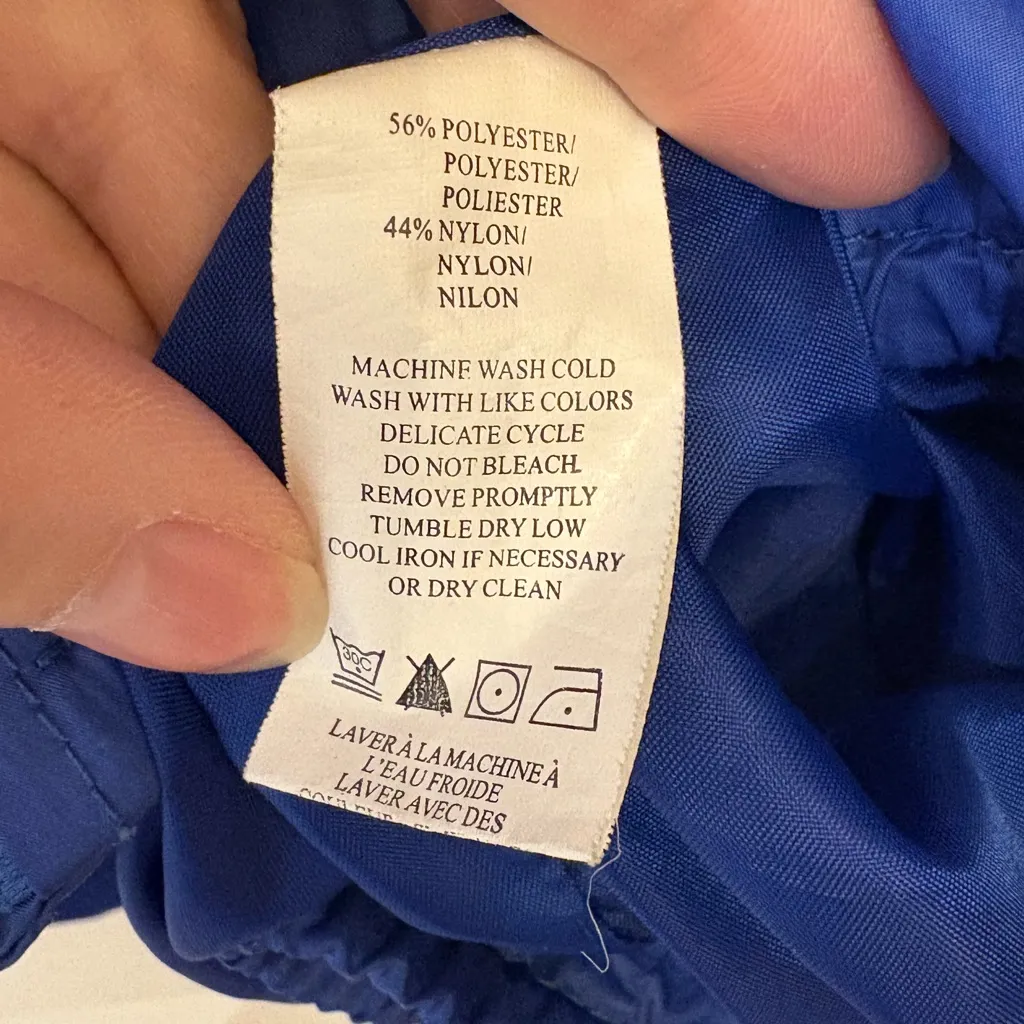 56% POLYESTER/
POLYESTER/
POLIESTER
44% NYLON/
NYLON/
NILON
MACHINE WASH COLD
WASH WITH LIKE COLORS
DELICATE CYCLE
DO NOT BLEACH
REMOVE PROMPTLY
TUMBLE DRY LOW
COOL IRON IF NECESSARY
OR DRY CLEAN
30C
LAVER À LA MACHINE À
L'EAU FROIDE
LAVER AVEC DES